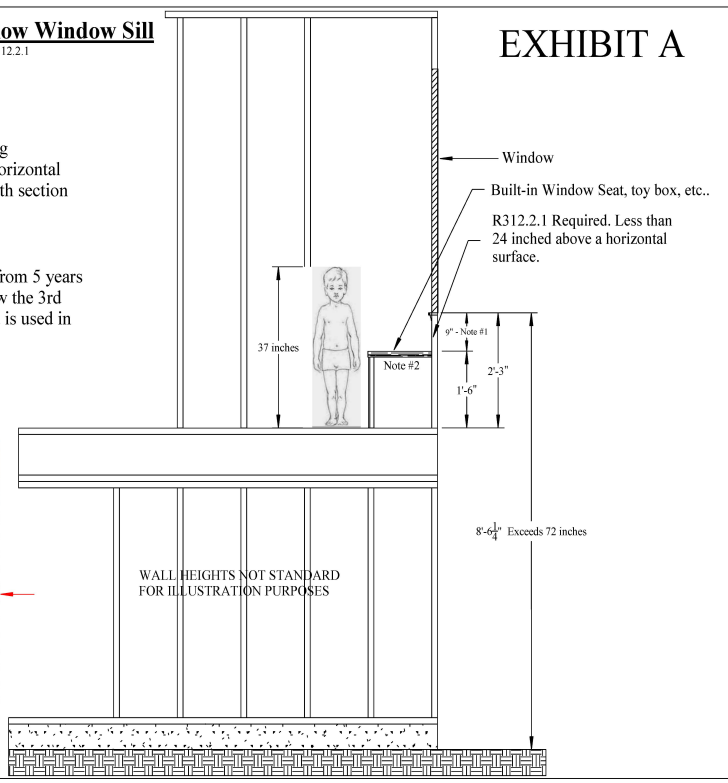 ow Window Sill
12.2.1
EXHIBIT A
g
orizontal
th section
rom 5 years
w the 3rd
is used in
Window
Built-in Window Seat, toy box, etc..
R312.2.1 Required. Less than
24 inched above a horizontal
surface.
37 inches
9" - Note #1
Note #2
2'-3"
1'-6"
8'-6 1/4" Exceeds 72 inches
WALL HEIGHTS NOT STANDARD
FOR ILLUSTRATION PURPOSES